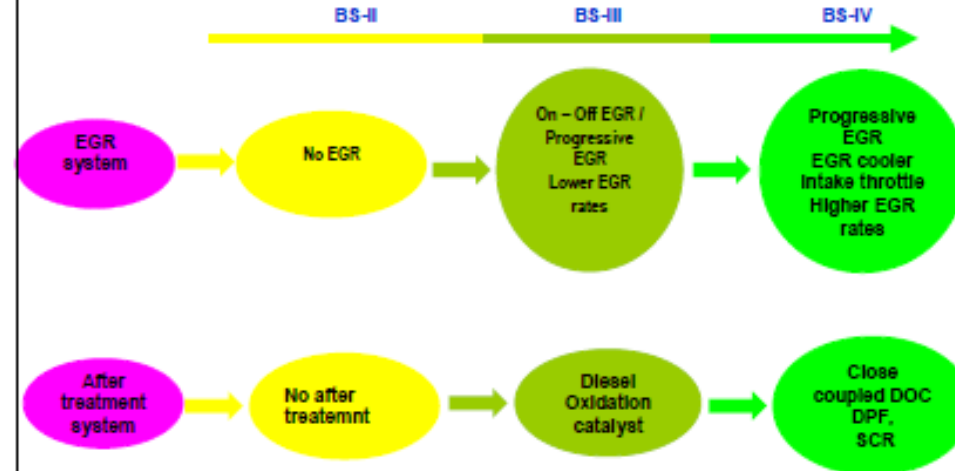 BS-II
BS-III
BS-IV
EGR
system
No EGR
On – Off EGR /
Progressive
EGR
Lower EGR
rates
Progressive
EGR
EGR cooler
Intake throttle
Higher EGR
rates
After
treatment
system
No after
treatemnt
Diesel
Oxidation
catalyst
Close
coupled DOC
DPF,
SCR